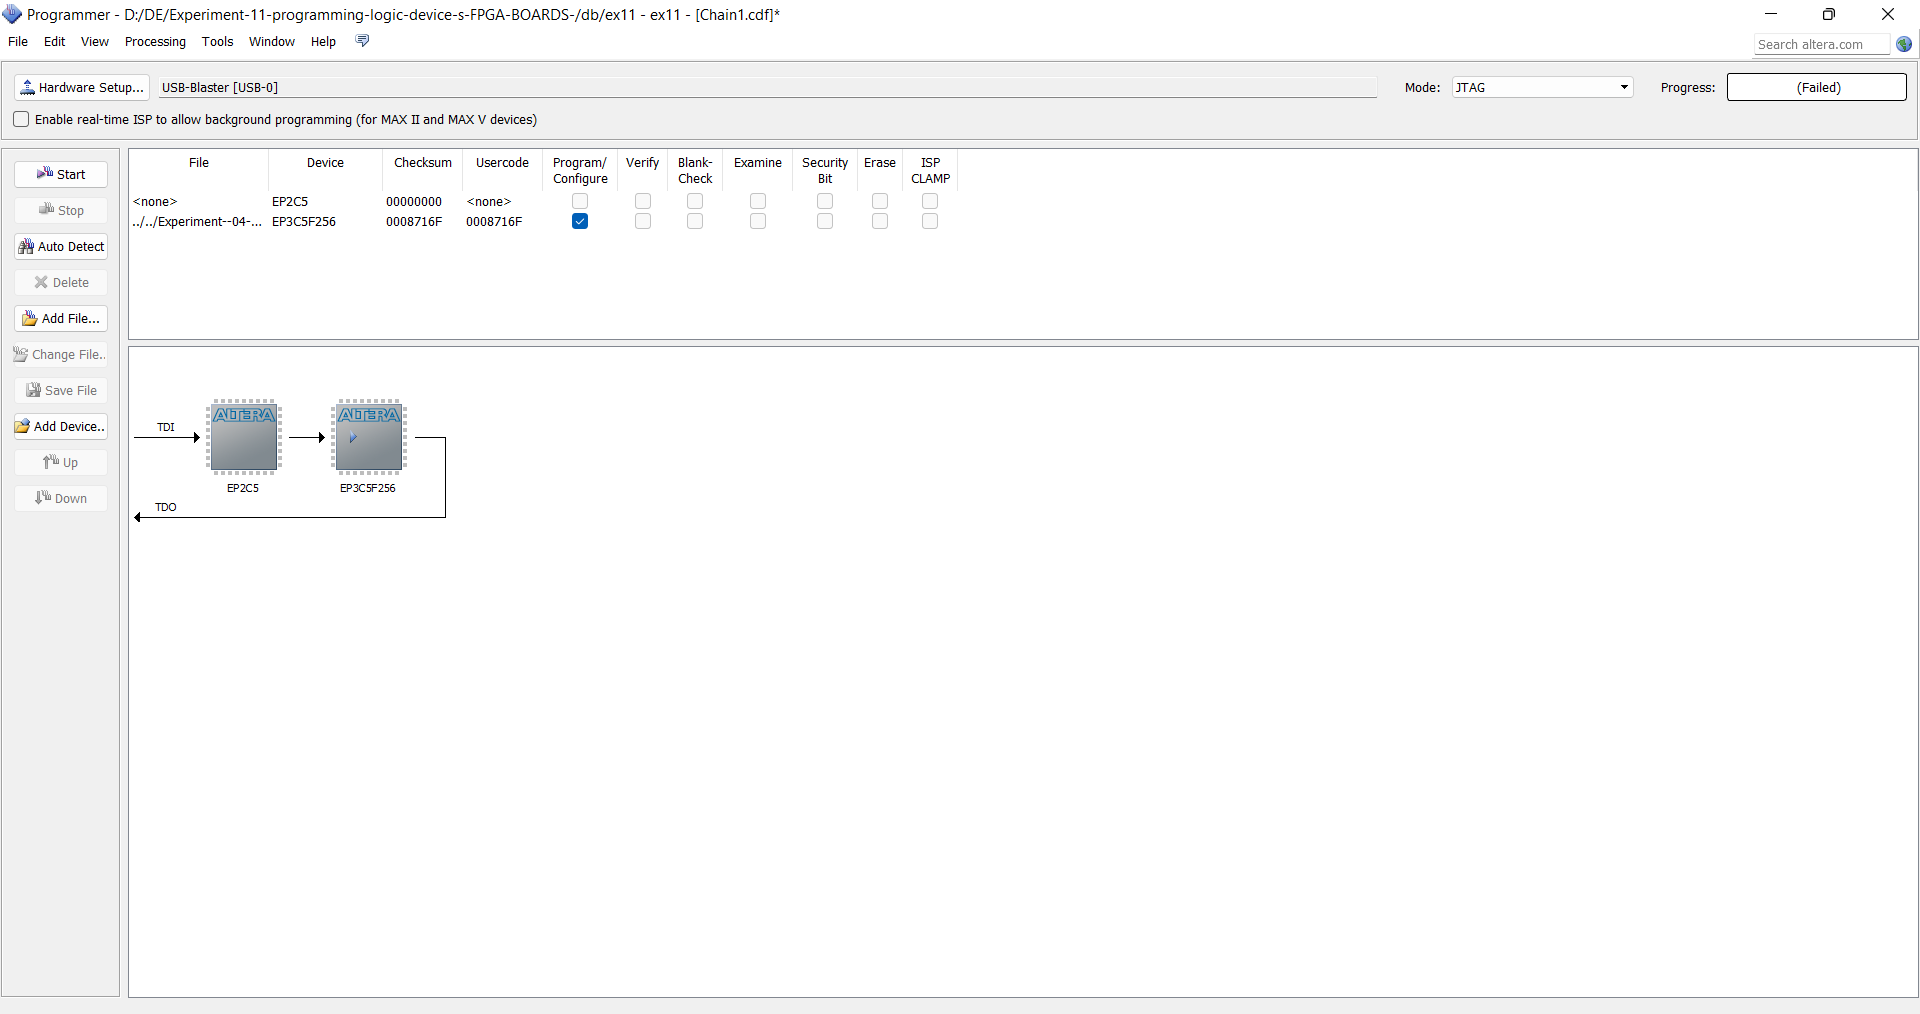 Programmer - D:/DE/Experiment-11-programming-logic-device-s-FPGA-BOARDS-/db/ex11 - ex11 - [Chain1.cdf]*
File Edit View Processing Tools Window Help
Search altera.com
Hardware Setup... USB-Blaster [USB-0] Mode: JTAG Progress: (Failed)
Enable real-time ISP to allow background programming (for MAX II and MAX V devices)
Start
Stop
Auto Detect
Delete
Add File...
Change File..
Save File
Add Device..
Up
Down
File Device Checksum Usercode Program/ Verify Blank- Examine Security Erase ISP
Configure Check Bit CLAMP
<none> EP2C5 00000000 <none>
../../Experiment--04-... EP3C5F256 0008716F 0008716F
ALTERA ALTERA
TDI
EP2C5 EP3C5F256
TDO